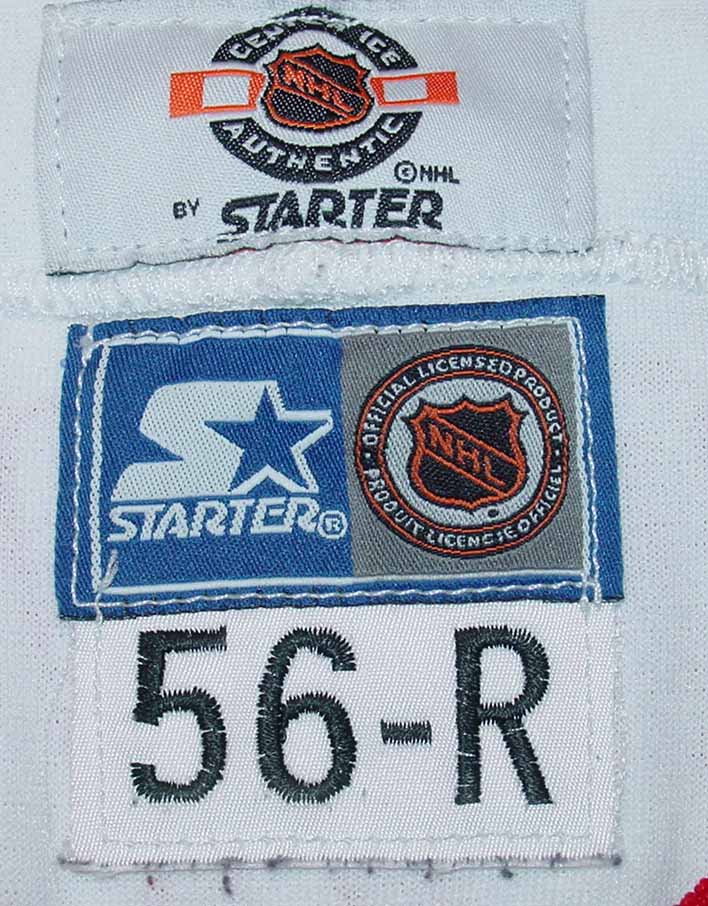 CENTER ICE
NHL
AUTHENTIC
©NHL
BY STARTER
STARTER®
OFFICIAL LICENSED PRODUCT
NHL
PRODUIT LICENCIE OFFICIEL
56-R